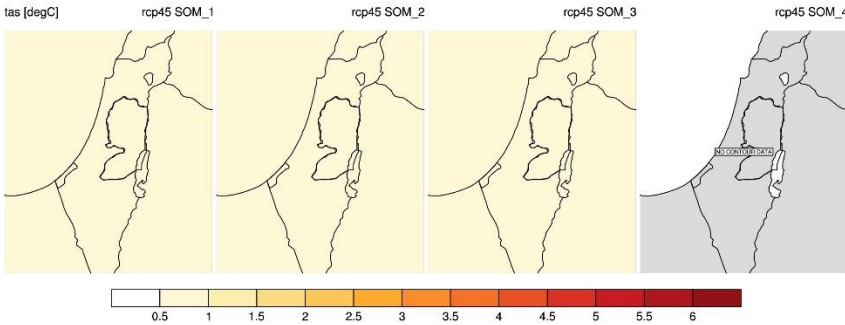 tas [degC] rcp45 SOM_1 rcp45 SOM_2 rcp45 SOM_3 rcp45 SOM_4
NO CONTOUR DATA
0.5 1 1.5 2 2.5 3 3.5 4 4.5 5 5.5 6